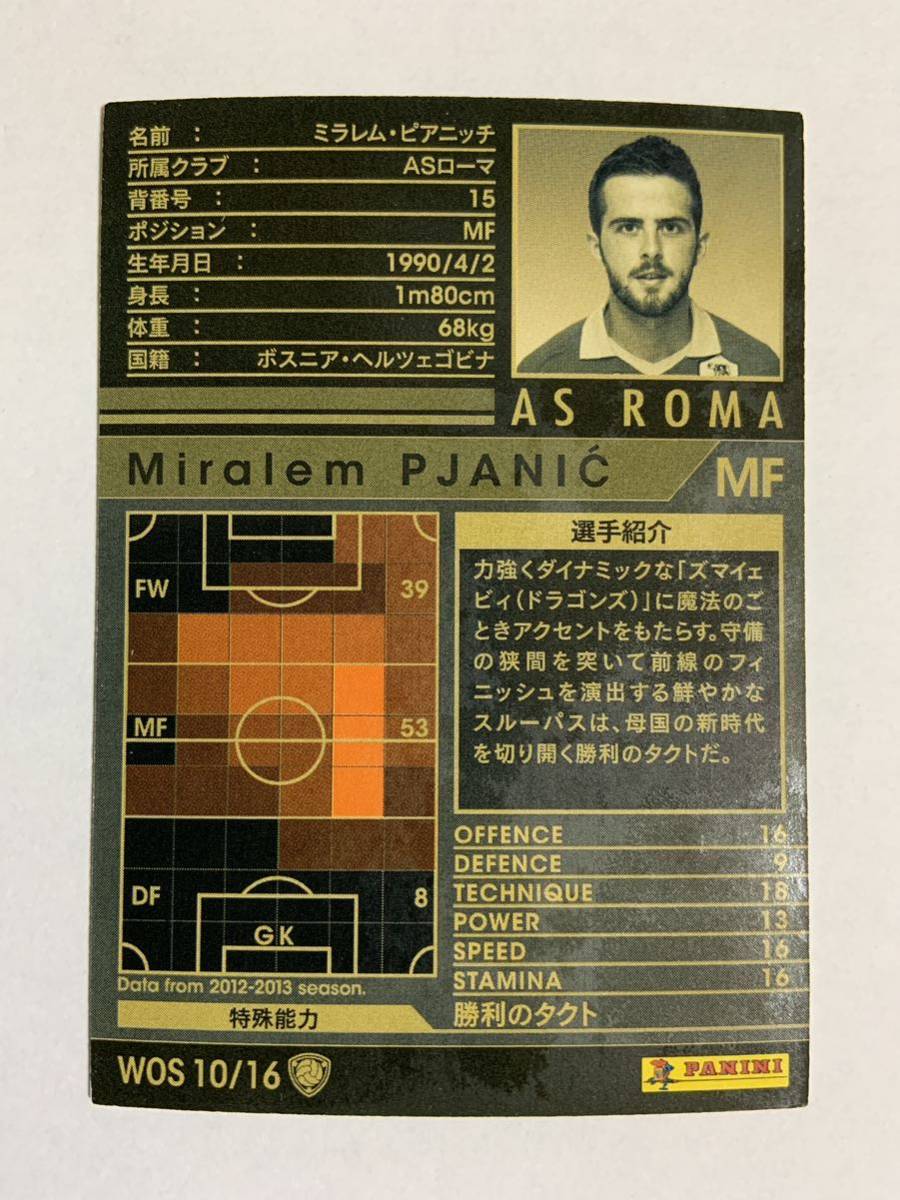 名前 : ミラレム・ピアニッチ
所属クラブ : ASローマ
背番号 : 15
ポジション : MF
生年月日 : 1990/4/2
身長 : 1m80cm
体重 : 68kg
国籍 : ボスニア・ヘルツェゴビナ
AS ROMA
Miralem PJANIĆ MF
FW 39
MF 53
DF 8
GK
Data from 2012-2013 season.
選手紹介
力強くダイナミックな「ズマイェ
ビィ(ドラゴンズ)」に魔法のご
ときアクセントをもたらす。守備
の狭間を突いて前線のフィ
ニッシュを演出する鮮やかな
スルーパスは、母国の新時代
を切り開く勝利のタクトだ。
OFFENCE 16
DEFENCE 9
TECHNIQUE 18
POWER 13
SPEED 16
STAMINA 16
特殊能力 勝利のタクト
WOS 10/16
PANINI